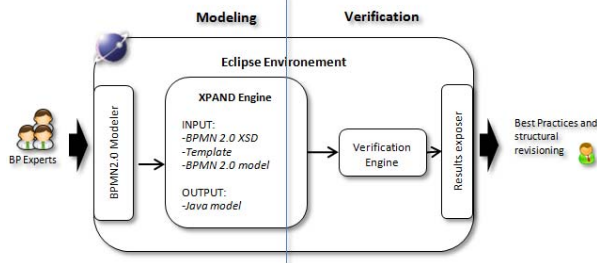 Modeling
Verification
Eclipse Environement
BP Experts
BPMN2.0 Modeler
XPAND Engine
INPUT:
-BPMN 2.0 XSD
-Template
-BPMN 2.0 model
OUTPUT:
-Java model
Verification
Engine
Results exposer
Best Practices and
structural
revisioning